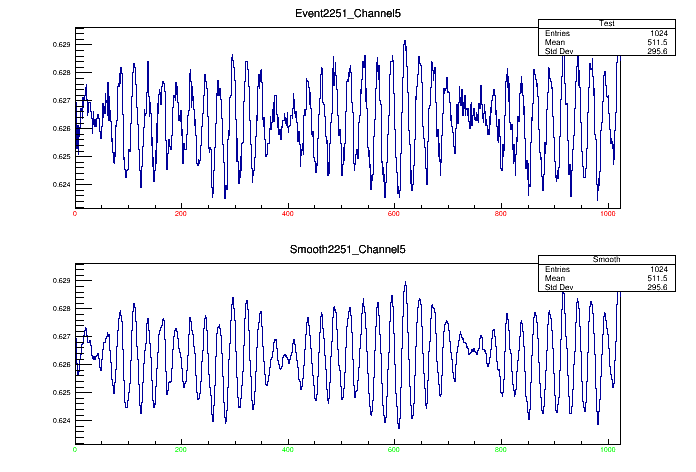 Event2251_Channel5
Test
Entries 1024
Mean 511.5
Std Dev 295.6
0.629
0.628
0.627
0.626
0.625
0.624
0 200 400 600 800 1000
Smooth2251_Channel5
Smooth
Entries 1024
Mean 511.5
Std Dev 295.6
0.629
0.628
0.627
0.626
0.625
0.624
0 200 400 600 800 1000